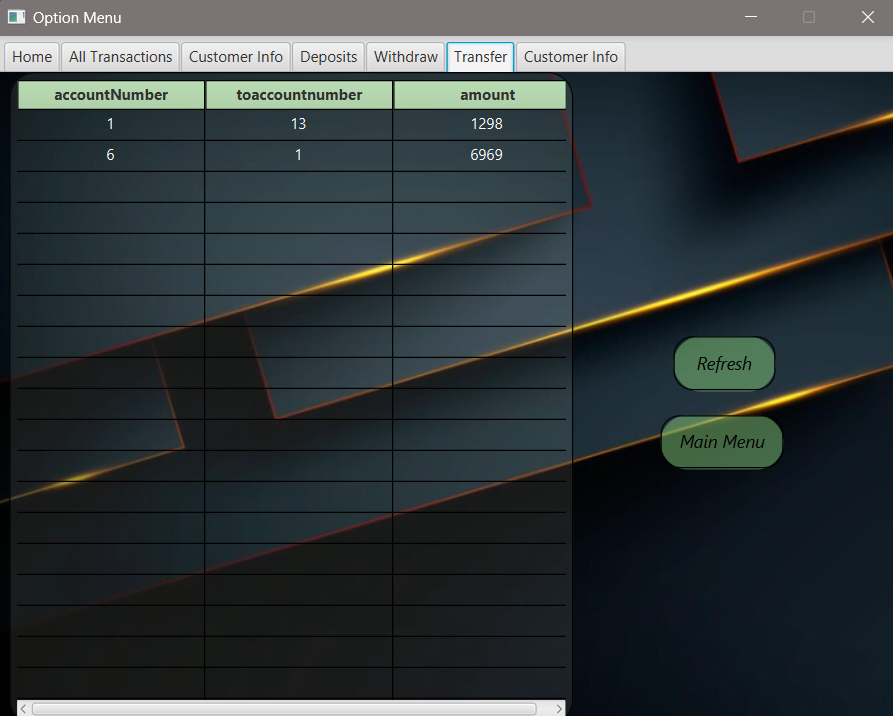 Option Menu
Home All Transactions Customer Info Deposits Withdraw Transfer Customer Info
accountNumber toaccountnumber amount
1 13 1298
6 1 6969
Refresh
Main Menu